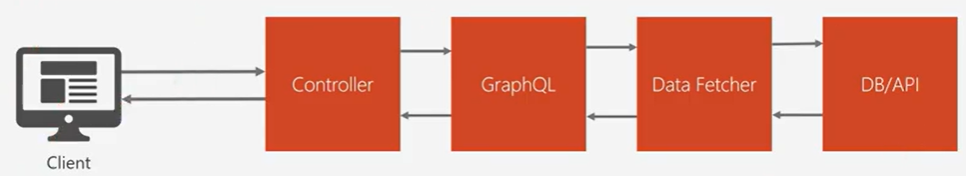 Client
Controller
GraphQL
Data Fetcher
DB/API